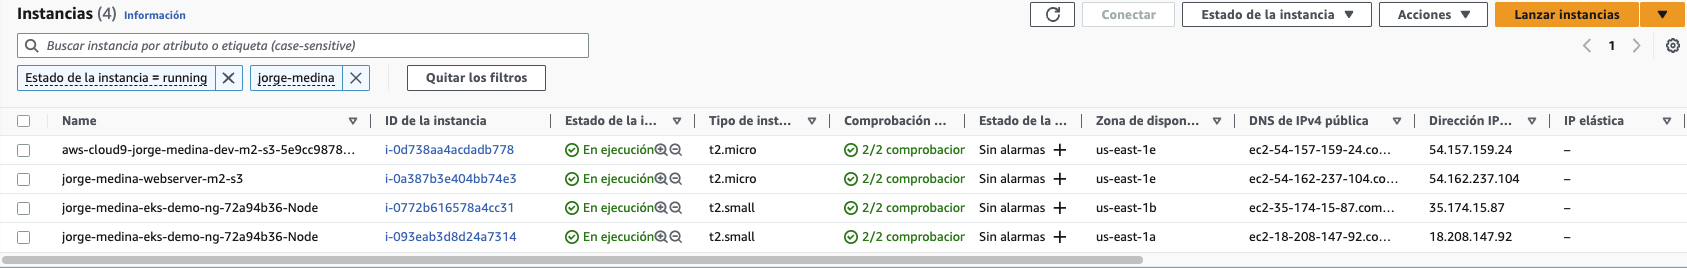 Instancias (4) Información
Conectar Estado de la instancia Acciones Lanzar instancias
Buscar instancia por atributo o etiqueta (case-sensitive)
1
Estado de la instancia = running jorge-medina Quitar los filtros
Name ID de la instancia Estado de la i... Tipo de inst... Comprobación ... Estado de la ... Zona de dispon... DNS de IPv4 pública Dirección IP... IP elástica
aws-cloud9-jorge-medina-dev-m2-s3-5e9cc9878... i-0d738aa4acdadb778 En ejecución t2.micro 2/2 comprobacior Sin alarmas us-east-1e ec2-54-157-159-24.co... 54.157.159.24 –
jorge-medina-webserver-m2-s3 i-0a387b3e404bb74e3 En ejecución t2.micro 2/2 comprobacior Sin alarmas us-east-1e ec2-54-162-237-104.co... 54.162.237.104 –
jorge-medina-eks-demo-ng-72a94b36-Node i-0772b616578a4cc31 En ejecución t2.small 2/2 comprobacior Sin alarmas us-east-1b ec2-35-174-15-87.com... 35.174.15.87 –
jorge-medina-eks-demo-ng-72a94b36-Node i-093eab3d8d24a7314 En ejecución t2.small 2/2 comprobacior Sin alarmas us-east-1a ec2-18-208-147-92.co... 18.208.147.92 –